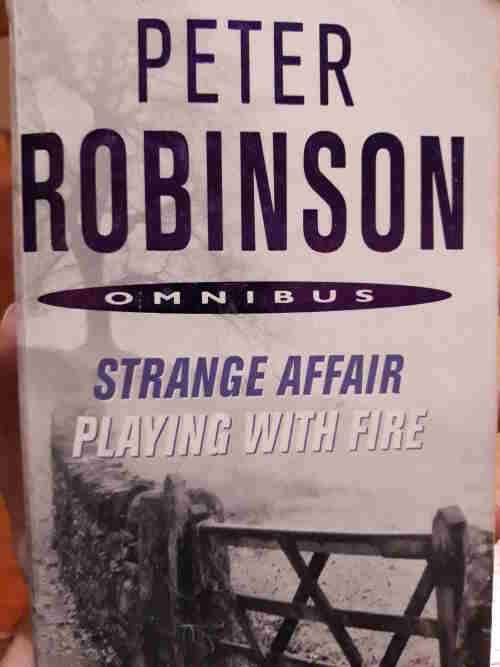 PETER
ROBINSON
OMNIBUS
STRANGE AFFAIR
PLAYING WITH FIRE